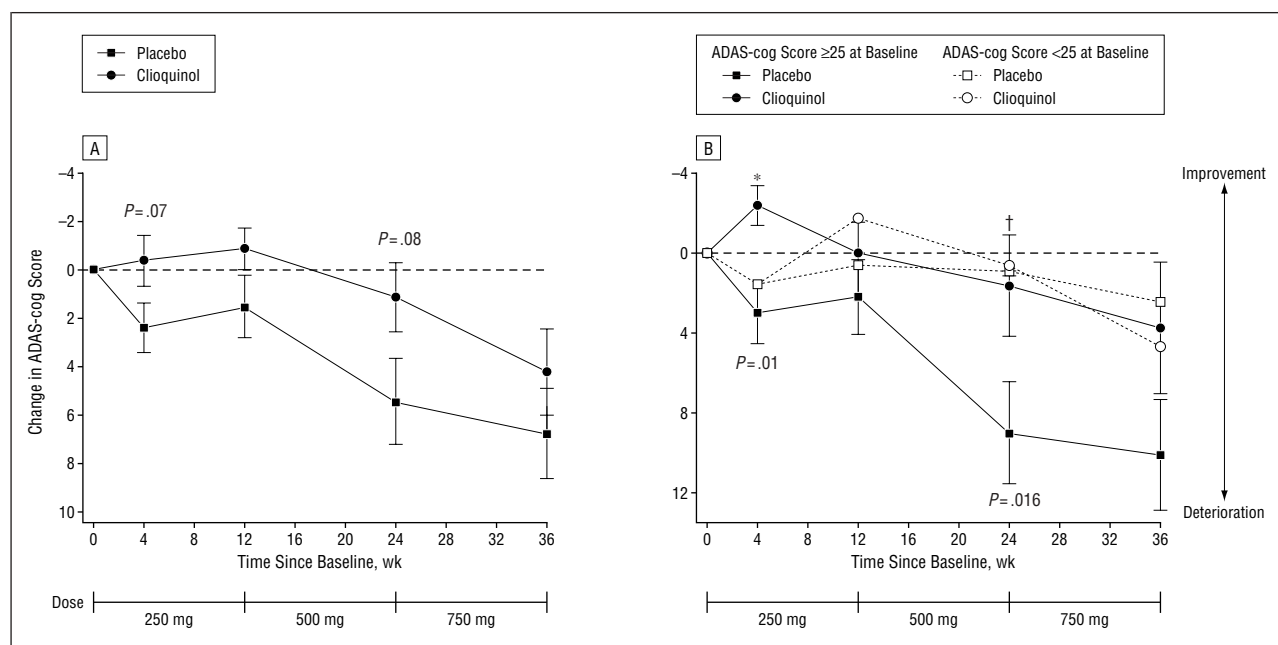 Placebo
Clioquinol
ADAS-cog Score ≥25 at Baseline
Placebo
Clioquinol
ADAS-cog Score <25 at Baseline
Placebo
Clioquinol
A
Change in ADAS-cog Score
–4
–2
0
2
4
6
8
10
P=.07
P=.08
0 4 8 12 16 20 24 28 32 36
Time Since Baseline, wk
Dose
250 mg 500 mg 750 mg
B
–4
0
4
8
12
*
†
P=.01
P=.016
Improvement
Deterioration
0 4 8 12 16 20 24 28 32 36
Time Since Baseline, wk
250 mg 500 mg 750 mg